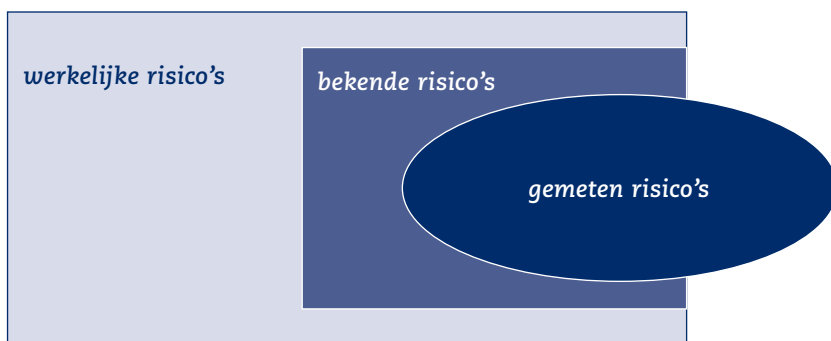 werkelijke risico’s
bekende risico’s
gemeten risico’s